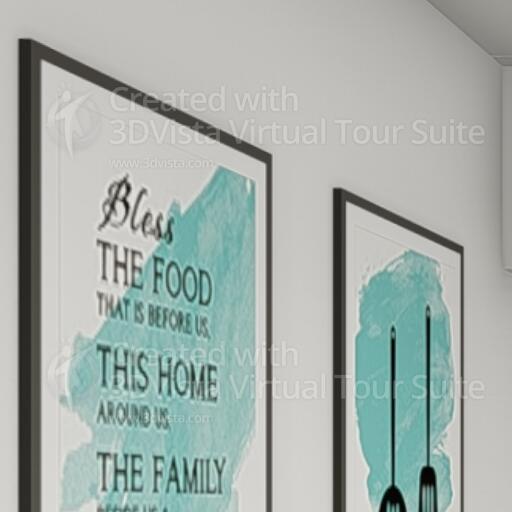 Created with
3DVista Virtual Tour Suite
www.3dvista.com
Bless
THE FOOD
THAT IS BEFORE US,
Created with
THIS HOME
3DVista Virtual Tour Suite
AROUND US
www.3dvista.com
THE FAMILY